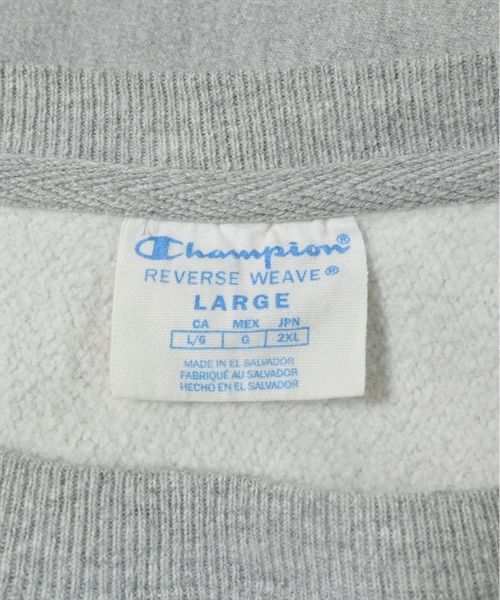 Champion®
REVERSE WEAVE®
LARGE
CA MEX JPN
L/G G 2XL
MADE IN EL SALVADOR
FABRIQUÉ AU SALVADOR
HECHO EN EL SALVADOR